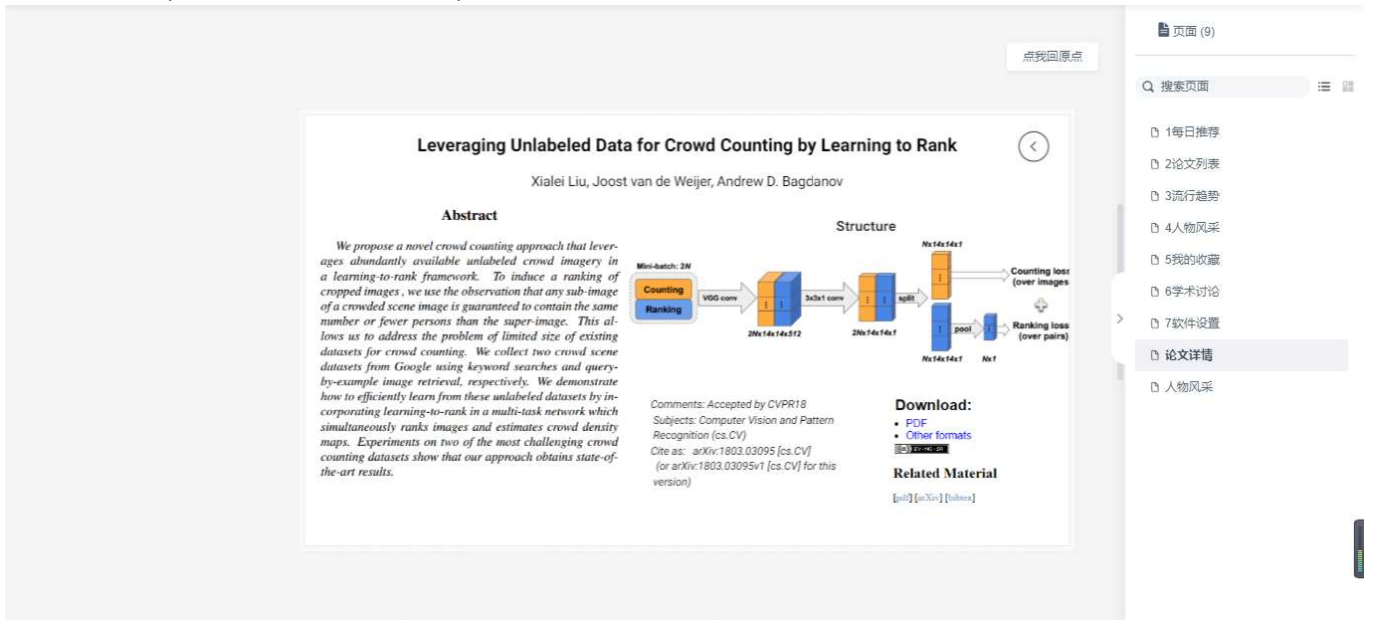 页面 (9)
点我回原点
搜索页面
1每日推荐
2论文列表
3流行趋势
4人物风采
5我的收藏
6学术讨论
7软件设置
论文详情
人物风采
Leveraging Unlabeled Data for Crowd Counting by Learning to Rank
Xialei Liu, Joost van de Weijer, Andrew D. Bagdanov
Abstract
We propose a novel crowd counting approach that lever-
ages abundantly available unlabeled crowd imagery in
a learning-to-rank framework. To induce a ranking of
cropped images , we use the observation that any sub-image
of a crowded scene image is guaranteed to contain the same
number or fewer persons than the super-image. This al-
lows us to address the problem of limited size of existing
datasets for crowd counting. We collect two crowd scene
datasets from Google using keyword searches and query-
by-example image retrieval, respectively. We demonstrate
how to efficiently learn from these unlabeled datasets by in-
corporating learning-to-rank in a multi-task network which
simultaneously ranks images and estimates crowd density
maps. Experiments on two of the most challenging crowd
counting datasets show that our approach obtains state-of-
the-art results.
Structure
Mini-batch: 2N
Counting
Ranking
VGG conv
2Nx14x14x512
3x3x1 conv
2Nx14x14x1
split
Nx14x14x1
Counting loss
(over images
pool
Ranking loss
(over pairs)
Nx14x14x1
Nx1
Comments: Accepted by CVPR18
Subjects: Computer Vision and Pattern
Recognition (cs.CV)
Cite as: arXiv:1803.03095 [cs.CV]
(or arXiv:1803.03095v1 [cs.CV] for this
version)
Download:
• PDF
• Other formats
(cc) BY-NC-SA
Related Material
[pdf] [arXiv] [bibtex]